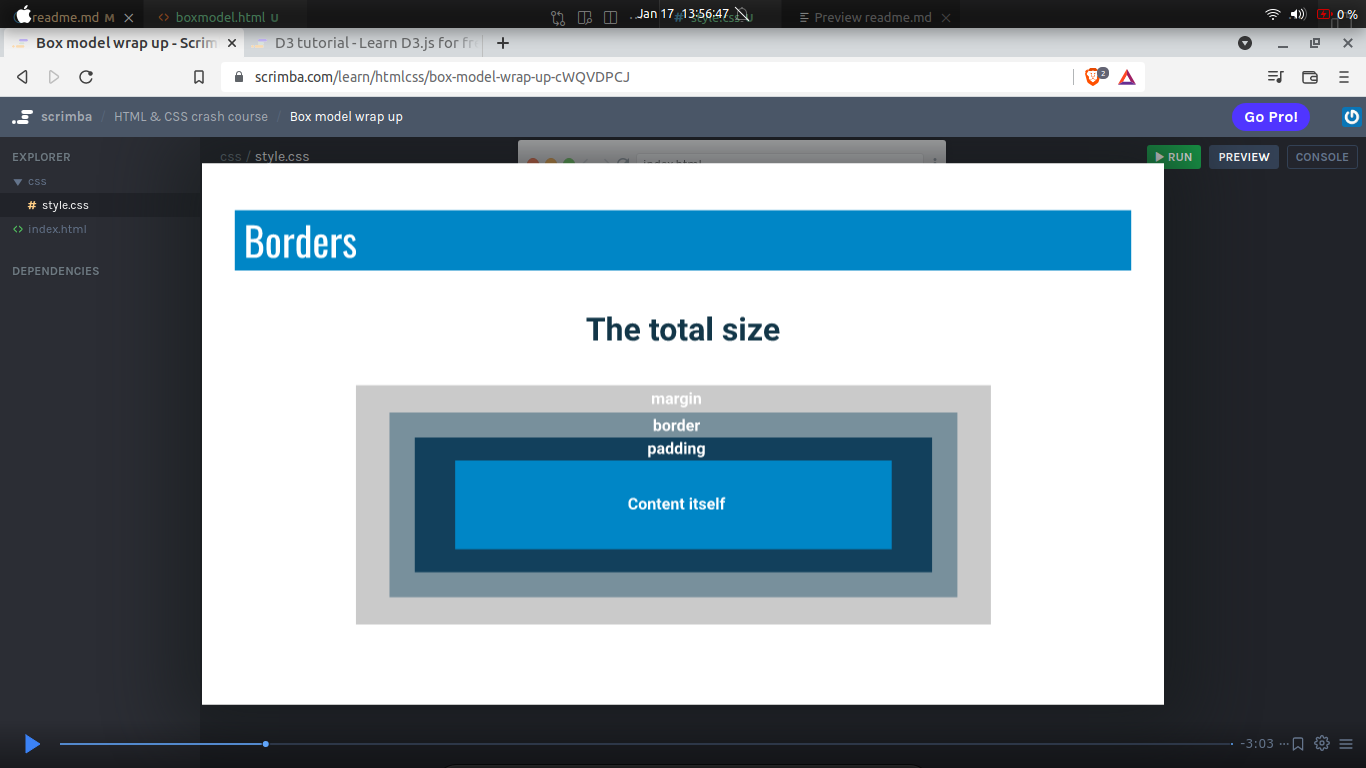 readme.md M boxmodel.html U Jan 17 13:56:47 style.css U Preview readme.md 0 %
Box model wrap up - Scrim D3 tutorial - Learn D3.js for fre
scrimba.com/learn/htmlcss/box-model-wrap-up-cWQVDPCJ 2
scrimba / HTML & CSS crash course / Box model wrap up Go Pro!
EXPLORER css / style.css index.html RUN PREVIEW CONSOLE
css
# style.css
<> index.html
DEPENDENCIES
Borders
The total size
margin
border
padding
Content itself
-3:03